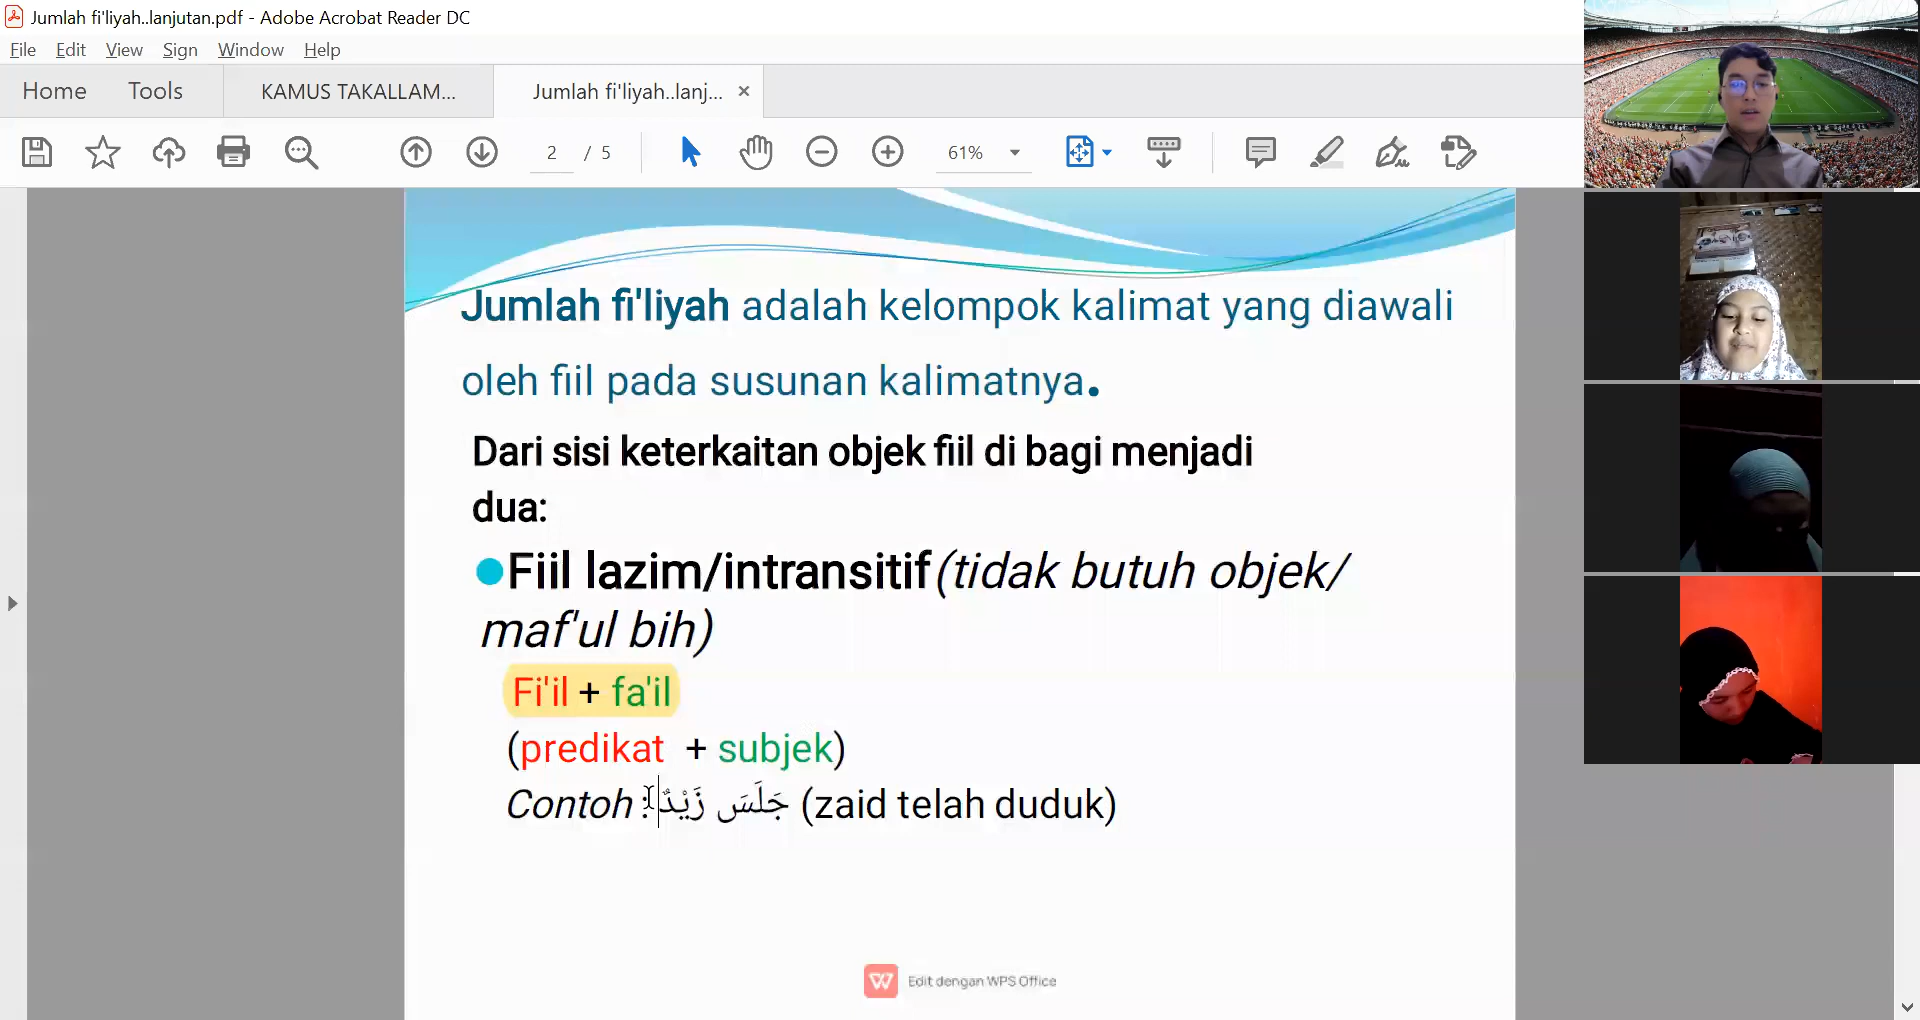 Jumlah fi'liyah..lanjutan.pdf - Adobe Acrobat Reader DC
File Edit View Sign Window Help
Home Tools KAMUS TAKALLAM... Jumlah fi'liyah..lanj... ×
2 / 5 61%
Jumlah fi'liyah adalah kelompok kalimat yang diawali
oleh fiil pada susunan kalimatnya.
Dari sisi keterkaitan objek fiil di bagi menjadi
dua:
Fiil lazim/intransitif(tidak butuh objek/
maf'ul bih)
Fi'il + fa'il
(predikat + subjek)
Contoh : جَلَسَ زَيْدٌ (zaid telah duduk)
Edit dengan WPS Office